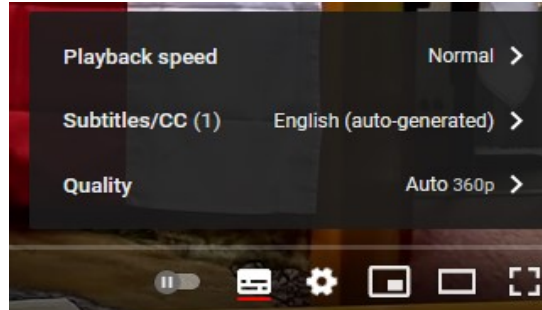 Playback speed Normal
Subtitles/CC (1) English (auto-generated)
Quality Auto 360p